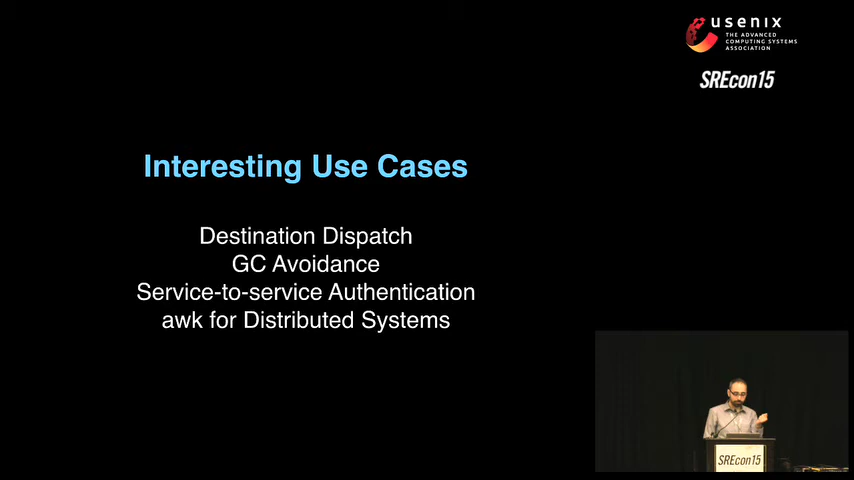 usenix
THE ADVANCED
COMPUTING SYSTEMS
ASSOCIATION
SREcon15
Interesting Use Cases
Destination Dispatch
GC Avoidance
Service-to-service Authentication
awk for Distributed Systems
SREcon15